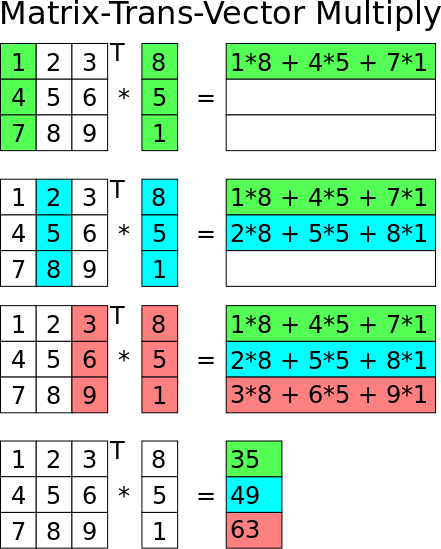 Matrix-Trans-Vector Multiply
1 2 3 T 8 1*8 + 4*5 + 7*1
4 5 6 * 5 =
7 8 9 1
1 2 3 T 8 1*8 + 4*5 + 7*1
4 5 6 * 5 = 2*8 + 5*5 + 8*1
7 8 9 1
1 2 3 T 8 1*8 + 4*5 + 7*1
4 5 6 * 5 = 2*8 + 5*5 + 8*1
7 8 9 1 3*8 + 6*5 + 9*1
1 2 3 T 8 35
4 5 6 * 5 = 49
7 8 9 1 63